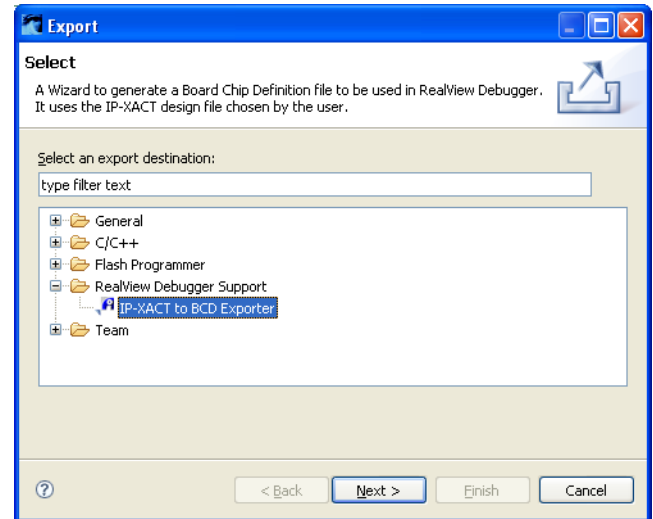 Export
Select
A Wizard to generate a Board Chip Definition file to be used in RealView Debugger.
It uses the IP-XACT design file chosen by the user.
Select an export destination:
type filter text
General
C/C++
Flash Programmer
RealView Debugger Support
IP-XACT to BCD Exporter
Team
< Back Next > Finish Cancel